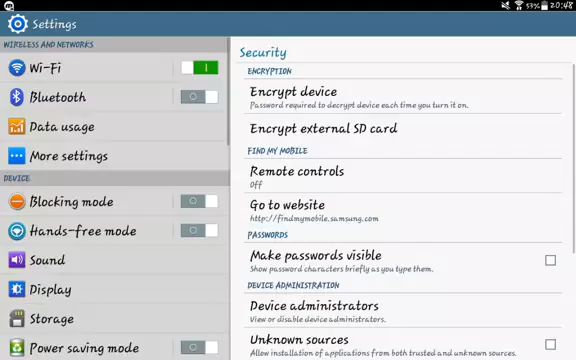 53% 20:48
Settings
WIRELESS AND NETWORKS
Wi-Fi
Bluetooth
Data usage
More settings
DEVICE
Blocking mode
Hands-free mode
Sound
Display
Storage
Power saving mode
Security
ENCRYPTION
Encrypt device
Password required to decrypt device each time you turn it on.
Encrypt external SD card
FIND MY MOBILE
Remote controls
Off
Go to website
http://findmymobile.samsung.com
PASSWORDS
Make passwords visible
Show password characters briefly as you type them.
DEVICE ADMINISTRATION
Device administrators
View or disable device administrators.
Unknown sources
Allow installation of applications from both trusted and unknown sources.